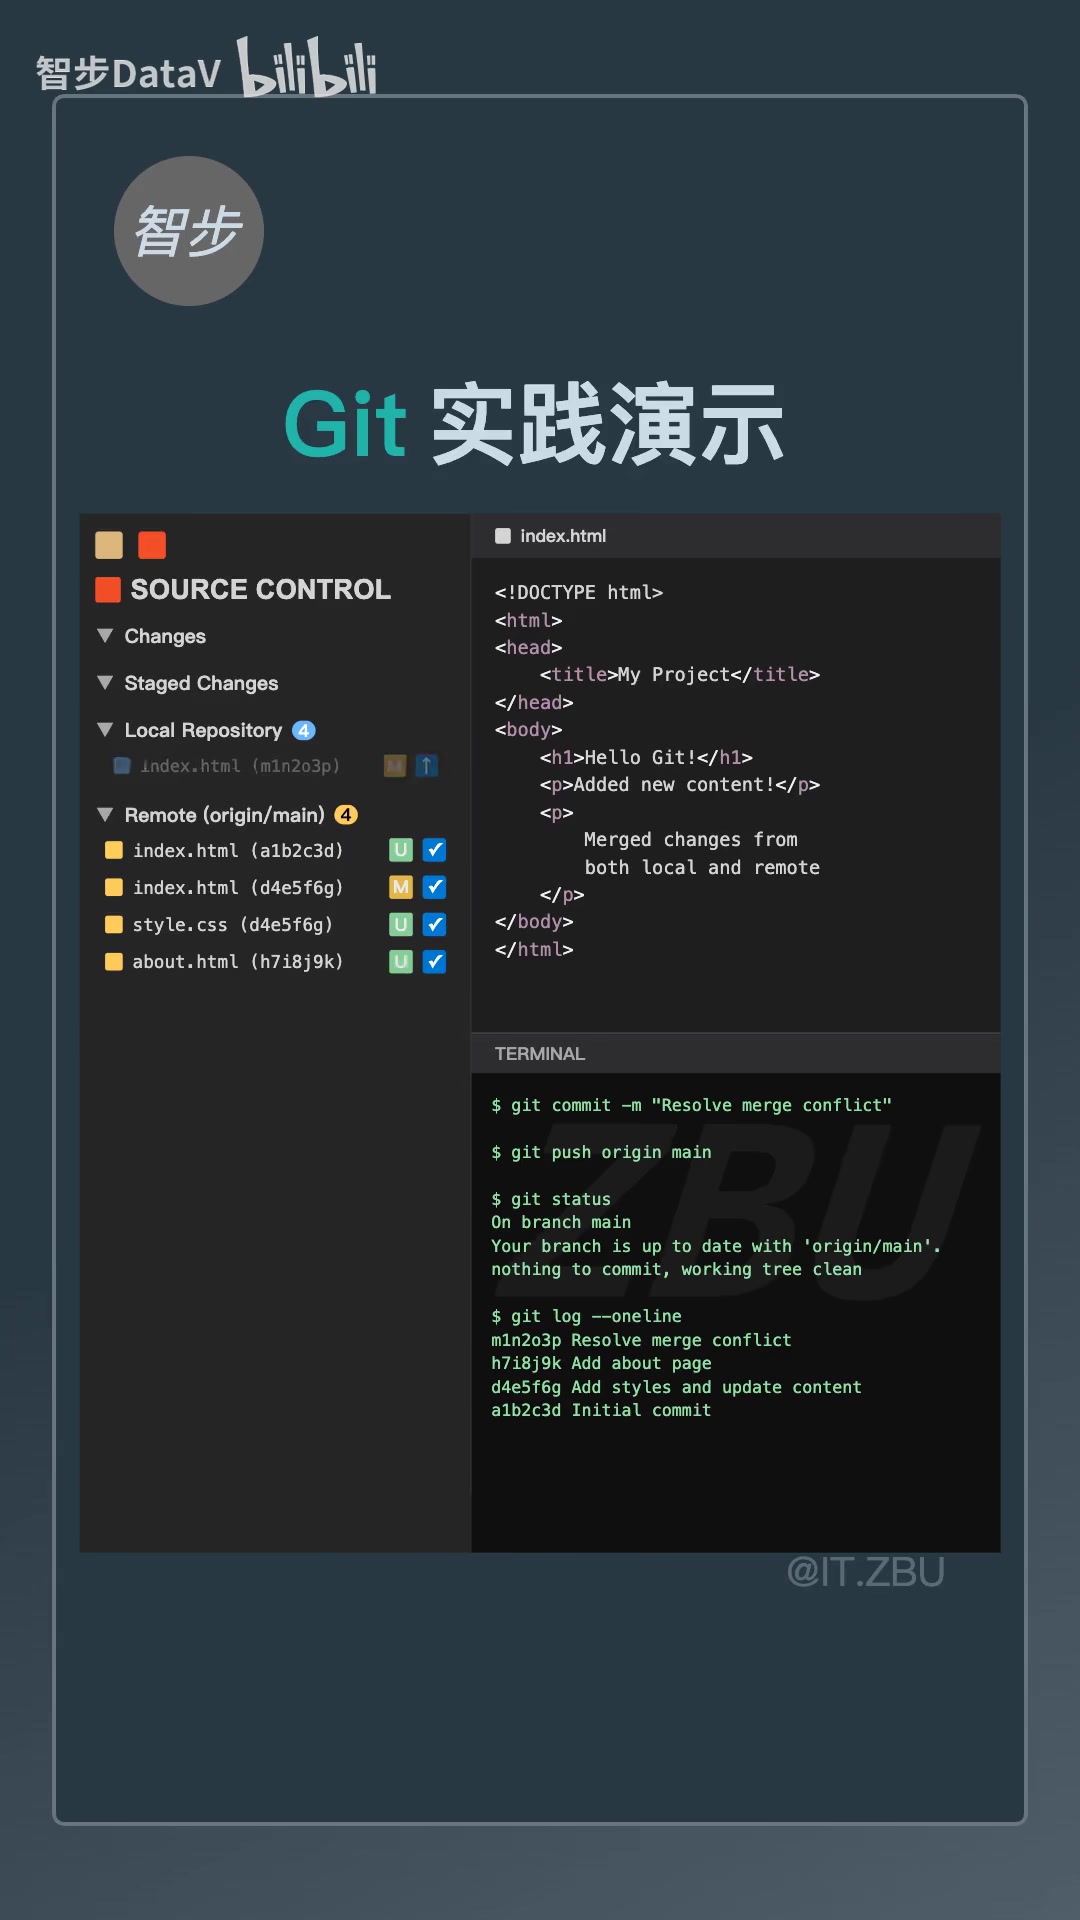 智步DataV bilibili
智步
Git 实践演示
SOURCE CONTROL
▼ Changes
▼ Staged Changes
▼ Local Repository 4
index.html (m1n2o3p) M ↑
▼ Remote (origin/main) 4
index.html (a1b2c3d) U ✓
index.html (d4e5f6g) M ✓
style.css (d4e5f6g) U ✓
about.html (h7i8j9k) U ✓
index.html
<!DOCTYPE html>
<html>
<head>
<title>My Project</title>
</head>
<body>
<h1>Hello Git!</h1>
<p>Added new content!</p>
<p>
Merged changes from
both local and remote
</p>
</body>
</html>
TERMINAL
$ git commit -m "Resolve merge conflict"
$ git push origin main
$ git status
On branch main
Your branch is up to date with 'origin/main'.
nothing to commit, working tree clean
$ git log --oneline
m1n2o3p Resolve merge conflict
h7i8j9k Add about page
d4e5f6g Add styles and update content
a1b2c3d Initial commit
ZBU
@IT.ZBU